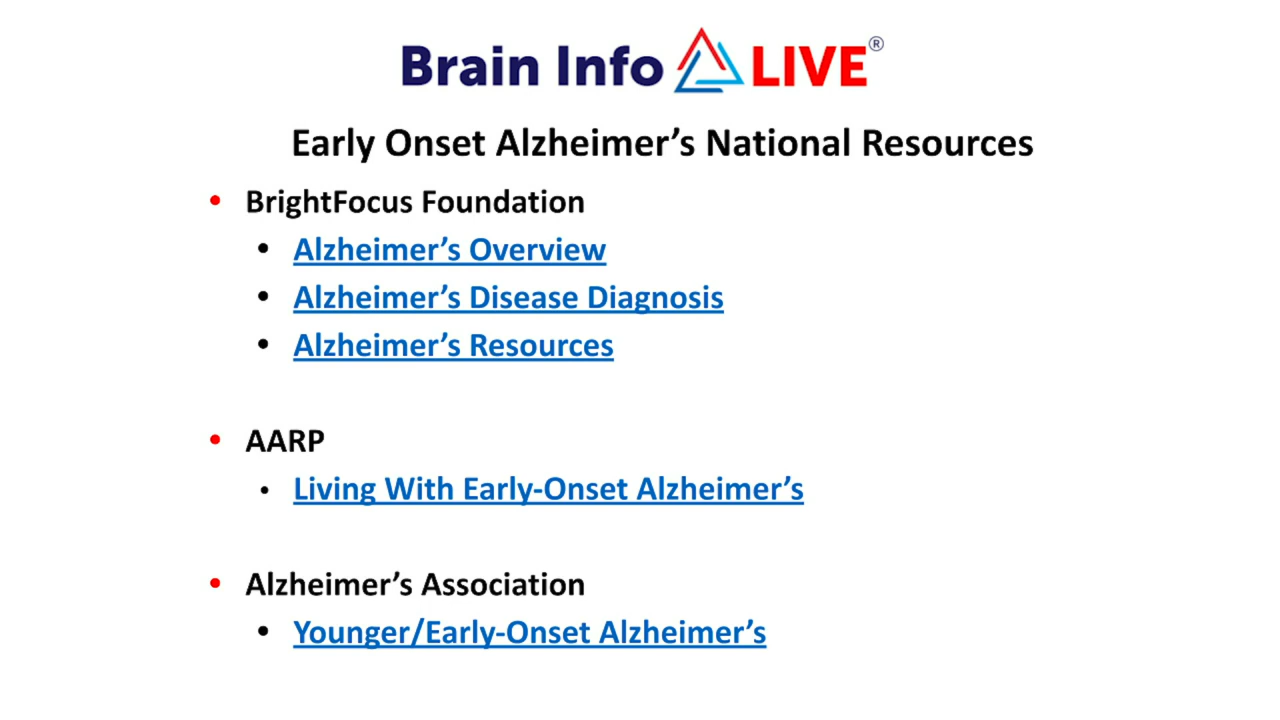 Brain Info LIVE®
Early Onset Alzheimer’s National Resources
• BrightFocus Foundation
• Alzheimer’s Overview
• Alzheimer’s Disease Diagnosis
• Alzheimer’s Resources
• AARP
• Living With Early-Onset Alzheimer’s
• Alzheimer’s Association
• Younger/Early-Onset Alzheimer’s